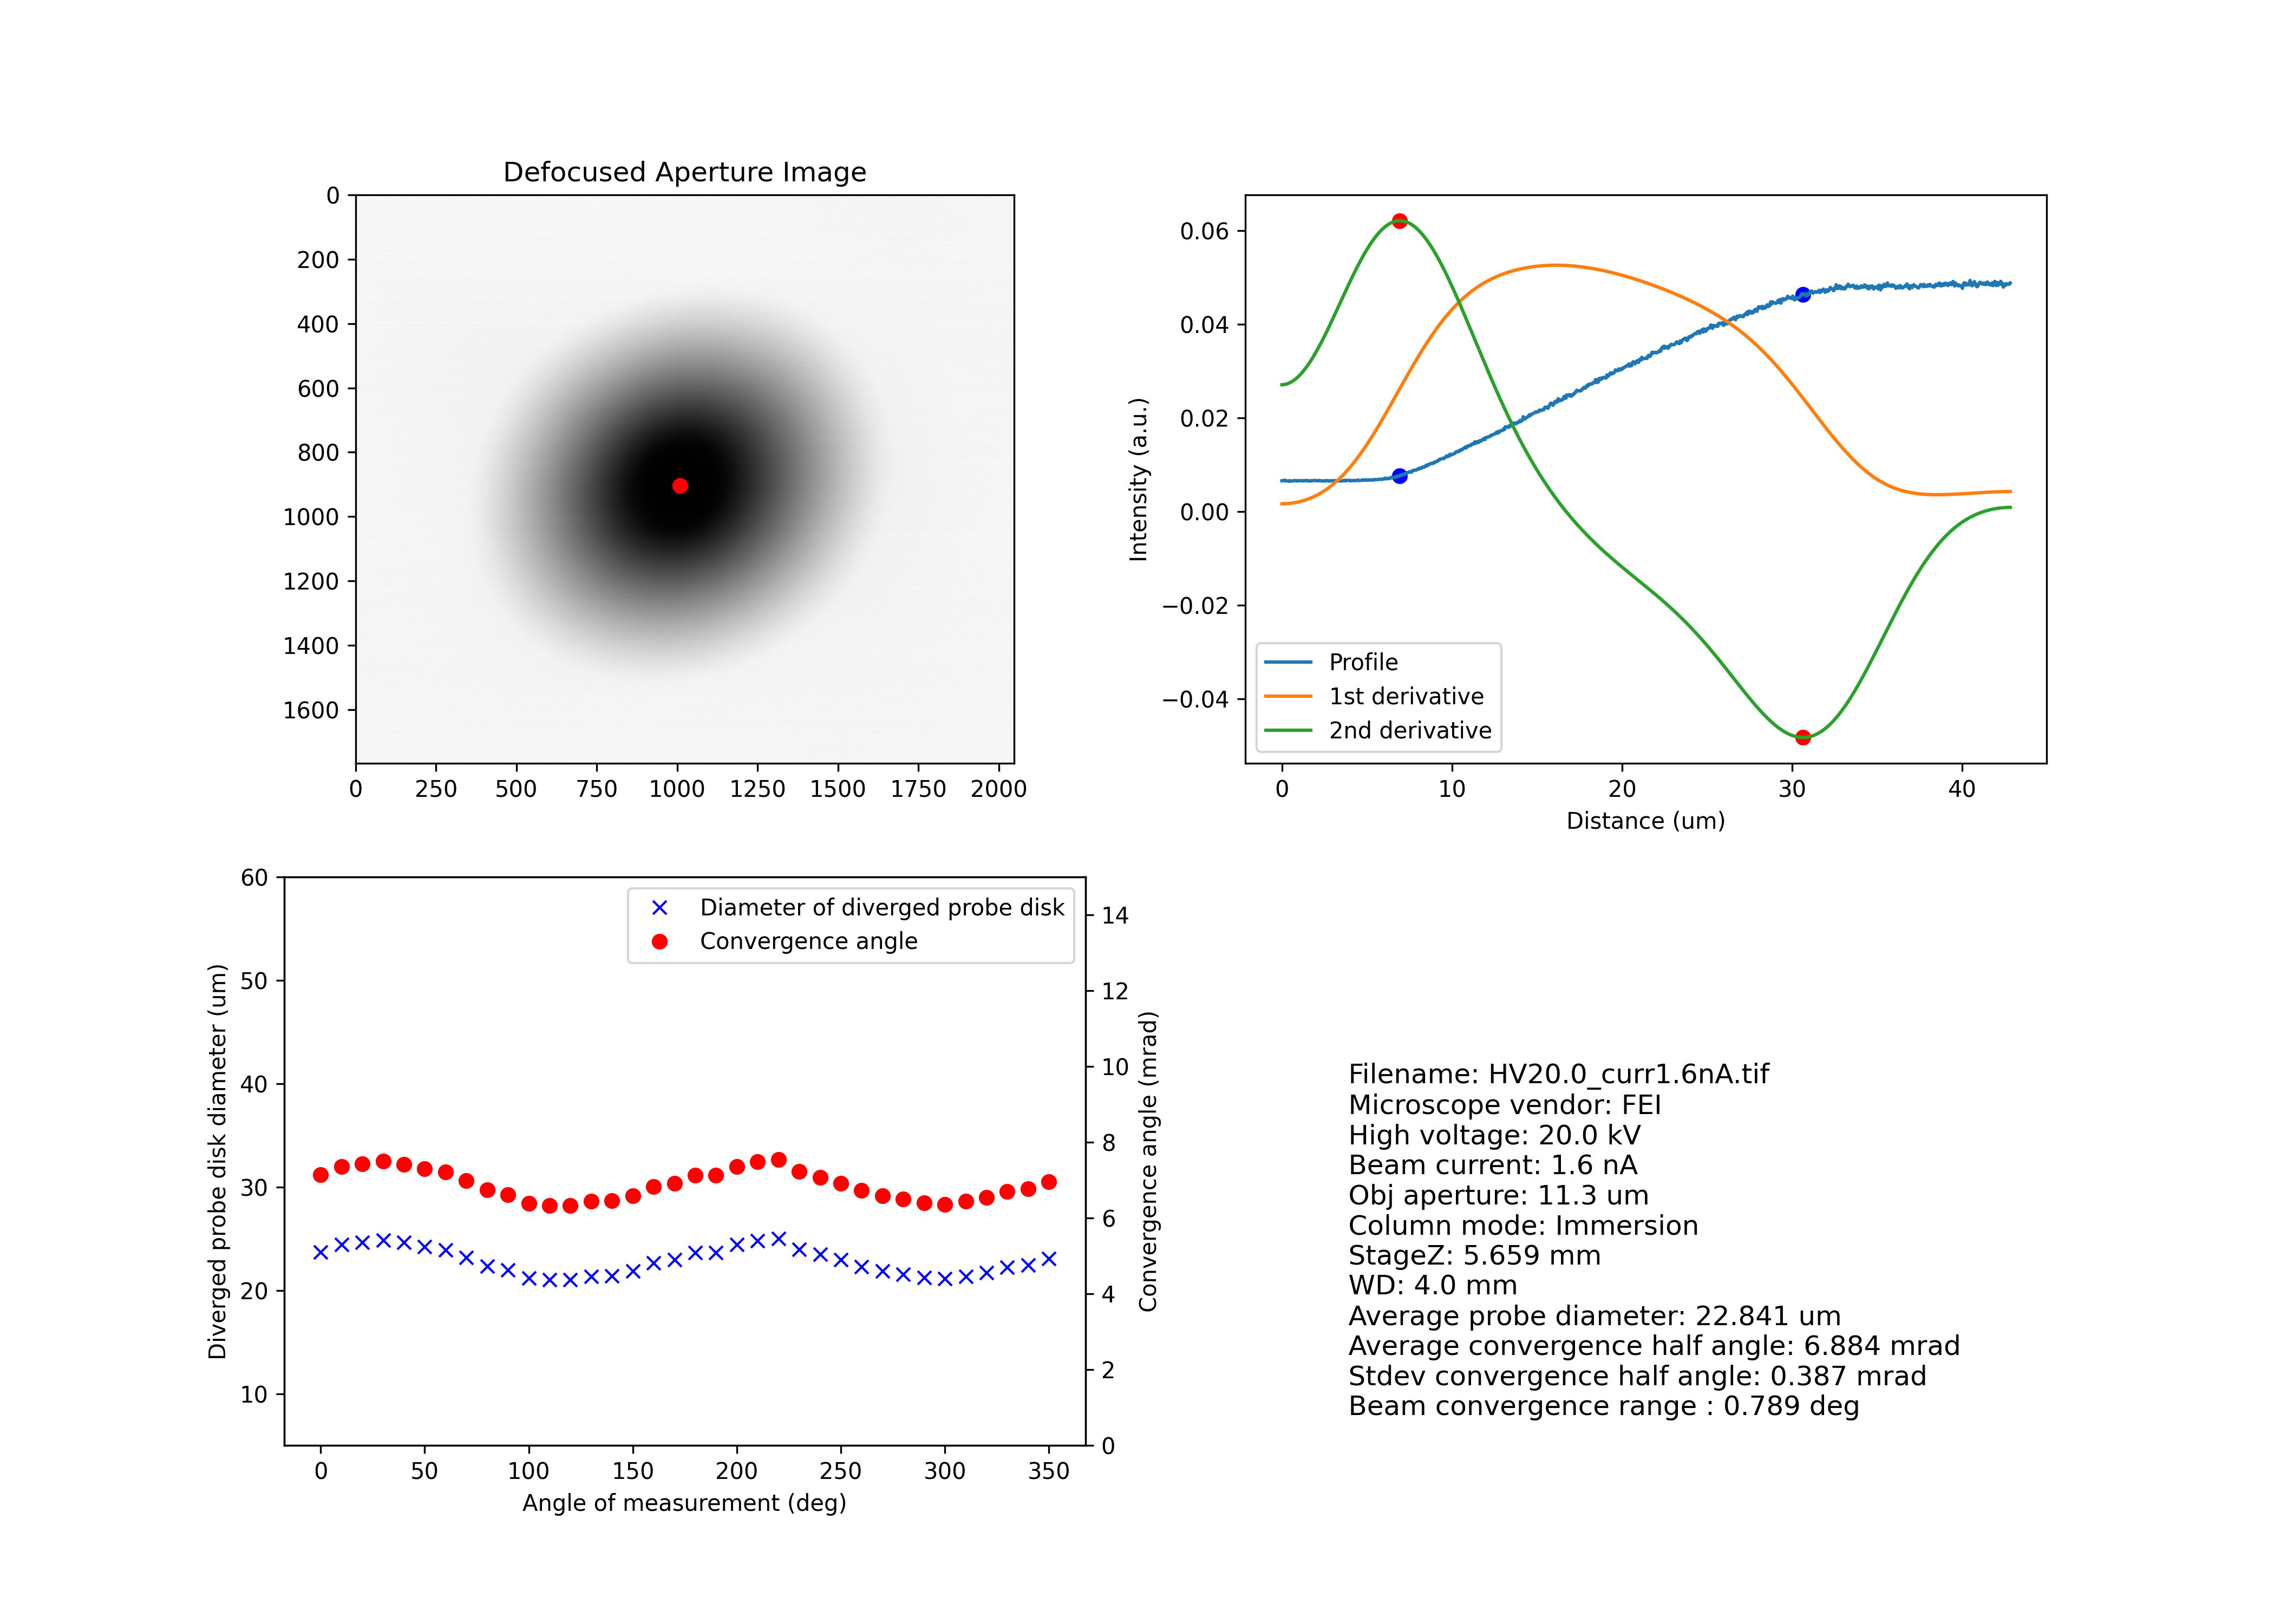 Defocused Aperture Image
0
200
400
600
800
1000
1200
1400
1600
0 250 500 750 1000 1250 1500 1750 2000
Intensity (a.u.)
0.06
0.04
0.02
0.00
−0.02
−0.04
Profile
1st derivative
2nd derivative
0 10 20 30 40
Distance (um)
Diverged probe disk diameter (um)
60
50
40
30
20
10
Diameter of diverged probe disk
Convergence angle
14
12
10
8
6
4
2
0
Convergence angle (mrad)
0 50 100 150 200 250 300 350
Angle of measurement (deg)
Filename: HV20.0_curr1.6nA.tif
Microscope vendor: FEI
High voltage: 20.0 kV
Beam current: 1.6 nA
Obj aperture: 11.3 um
Column mode: Immersion
StageZ: 5.659 mm
WD: 4.0 mm
Average probe diameter: 22.841 um
Average convergence half angle: 6.884 mrad
Stdev convergence half angle: 0.387 mrad
Beam convergence range : 0.789 deg